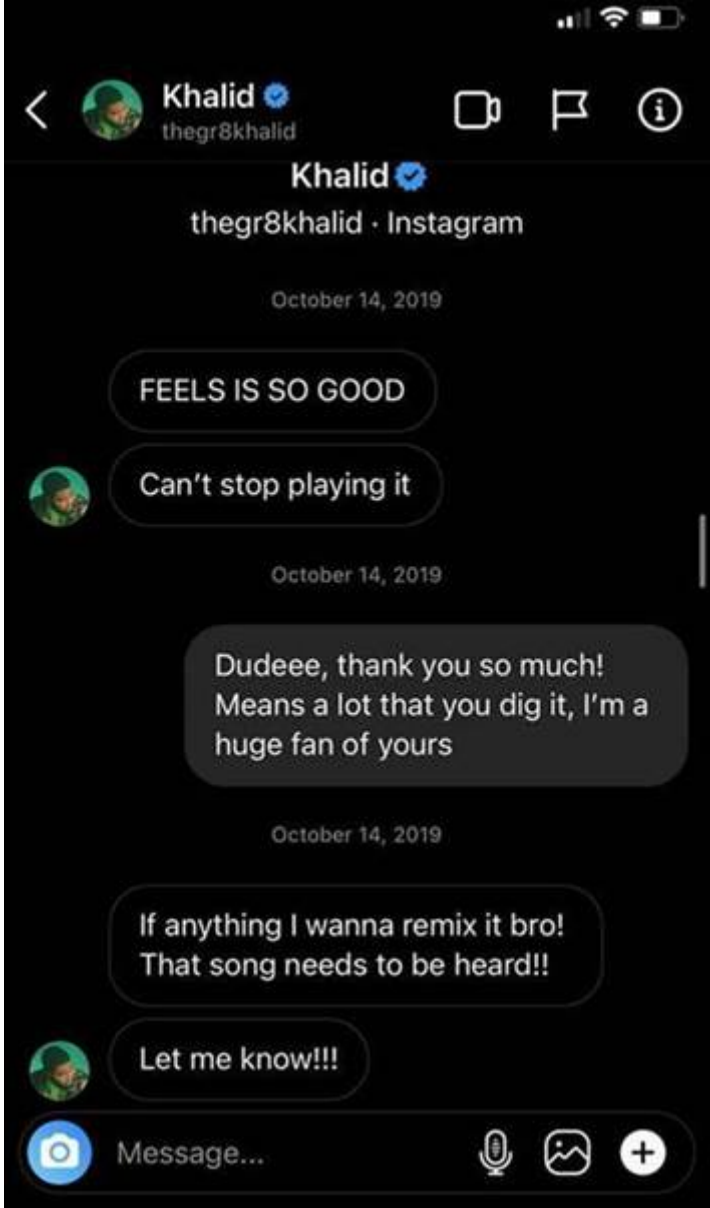 Khalid
thegr8khalid
Khalid
thegr8khalid · Instagram
October 14, 2019
FEELS IS SO GOOD
Can't stop playing it
October 14, 2019
Dudeee, thank you so much!
Means a lot that you dig it, I'm a
huge fan of yours
October 14, 2019
If anything I wanna remix it bro!
That song needs to be heard!!
Let me know!!!
Message...